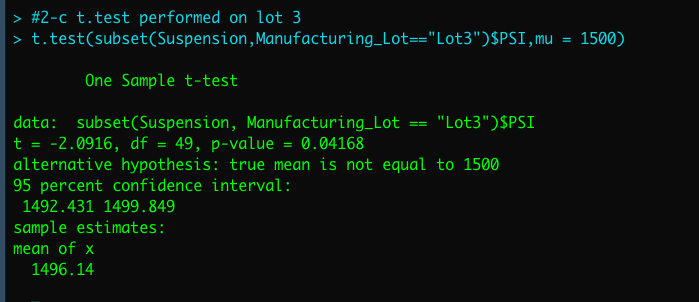 > #2-c t.test performed on lot 3
> t.test(subset(Suspension,Manufacturing_Lot=="Lot3")$PSI,mu = 1500)
One Sample t-test
data:  subset(Suspension, Manufacturing_Lot == "Lot3")$PSI
t = -2.0916, df = 49, p-value = 0.04168
alternative hypothesis: true mean is not equal to 1500
95 percent confidence interval:
1492.431 1499.849
sample estimates:
mean of x
1496.14